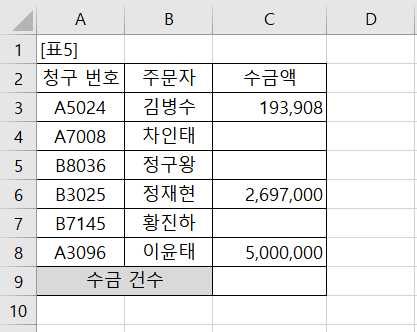 A B C D
1 [표5]
2 청구 번호 주문자 수금액
3 A5024 김병수 193,908
4 A7008 차인태
5 B8036 정구왕
6 B3025 정재현 2,697,000
7 B7145 황진하
8 A3096 이윤태 5,000,000
9 수금 건수
10